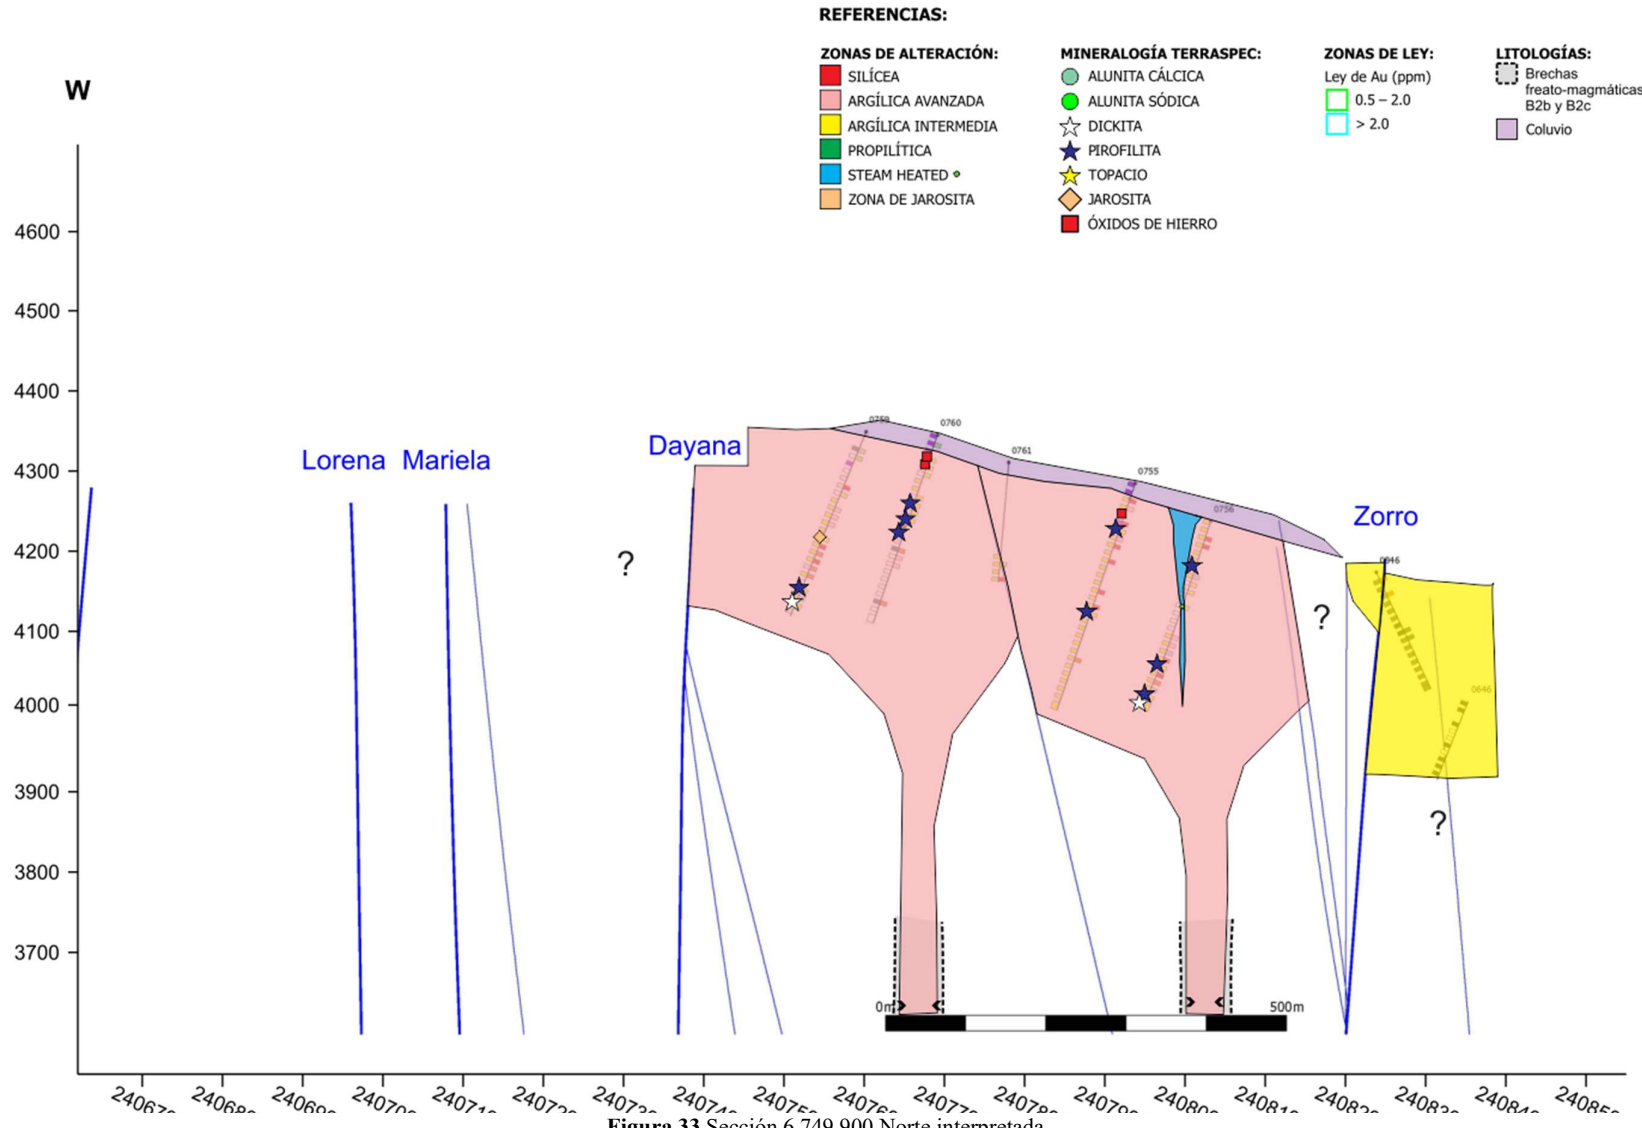 REFERENCIAS:
ZONAS DE ALTERACIÓN:
SILÍCEA
ARGÍLICA AVANZADA
ARGÍLICA INTERMEDIA
PROPILÍTICA
STEAM HEATED
ZONA DE JAROSITA
MINERALOGÍA TERRASPEC:
ALUNITA CÁLCICA
ALUNITA SÓDICA
DICKITA
PIROFILITA
TOPACIO
JAROSITA
ÓXIDOS DE HIERRO
ZONAS DE LEY:
Ley de Au (ppm)
0.5 – 2.0
> 2.0
LITOLOGÍAS:
Brechas
freato-magmáticas
B2b y B2c
Coluvio
W
4600
4500
4400
4300
4200
4100
4000
3900
3800
3700
Lorena
Mariela
Dayana
Zorro
0759
0760
0761
0755
0756
0646
?
?
?
0m
500m
Figura 33 Sección 6.749.900 Norte interpretada